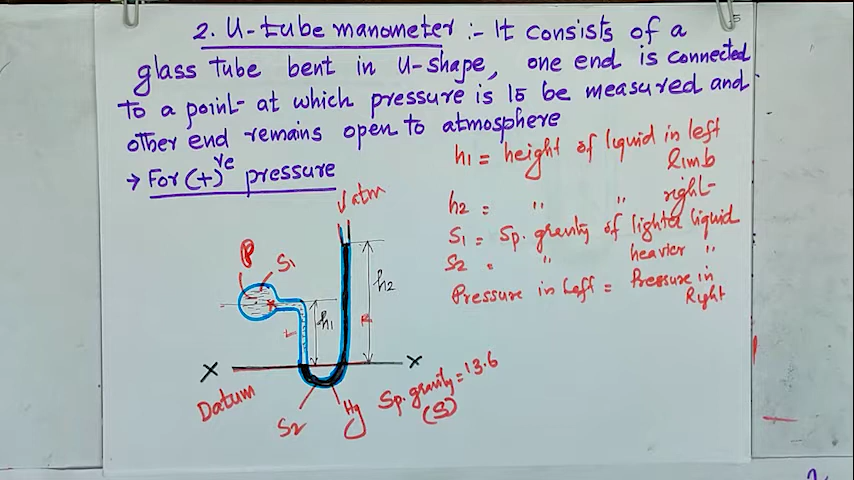 2. U-tube manometer :- It consists of a
glass tube bent in U-shape, one end is connected
to a point at which pressure is to be measured and
other end remains open to atmosphere
→ For (+)ve pressure
h1 = height of liquid in left
limb
h2 = " " right-
S1 = Sp. gravity of lighter liquid
S2 = " heavier "
Pressure in Left = Pressure in
Right
atm
P
S1
h2
h1
L
R
X
X
Datum
S2
Hg
Sp. gravity = 13.6
(S)